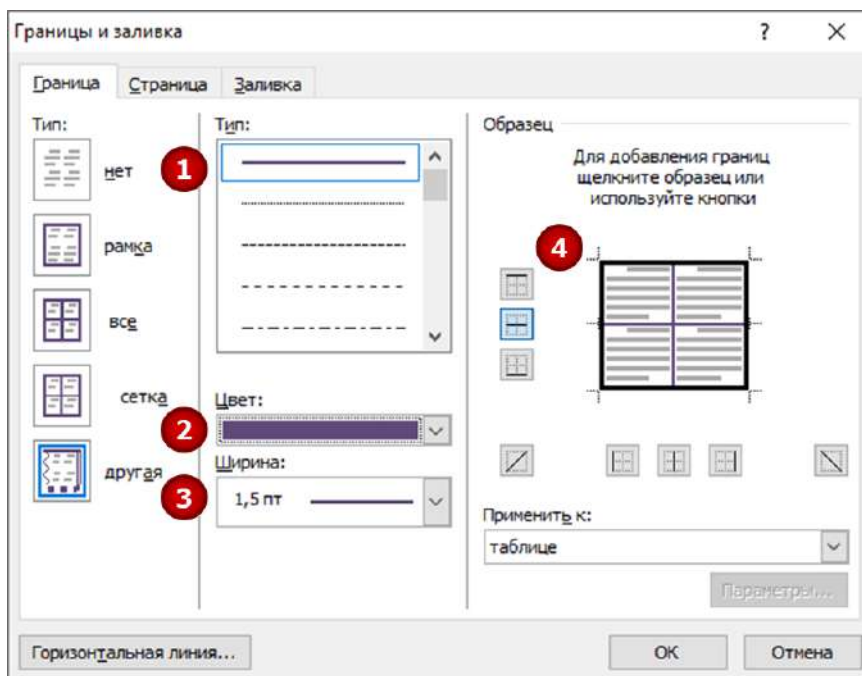 Границы и заливка
?
Граница Страница Заливка
Тип:
нет
рамка
все
сетка
другая
Тип:
1
Цвет:
2
Ширина:
3
1,5 пт
Образец
Для добавления границ
щелкните образец или
используйте кнопки
4
Применить к:
таблице
Параметры...
Горизонтальная линия...
ОК
Отмена